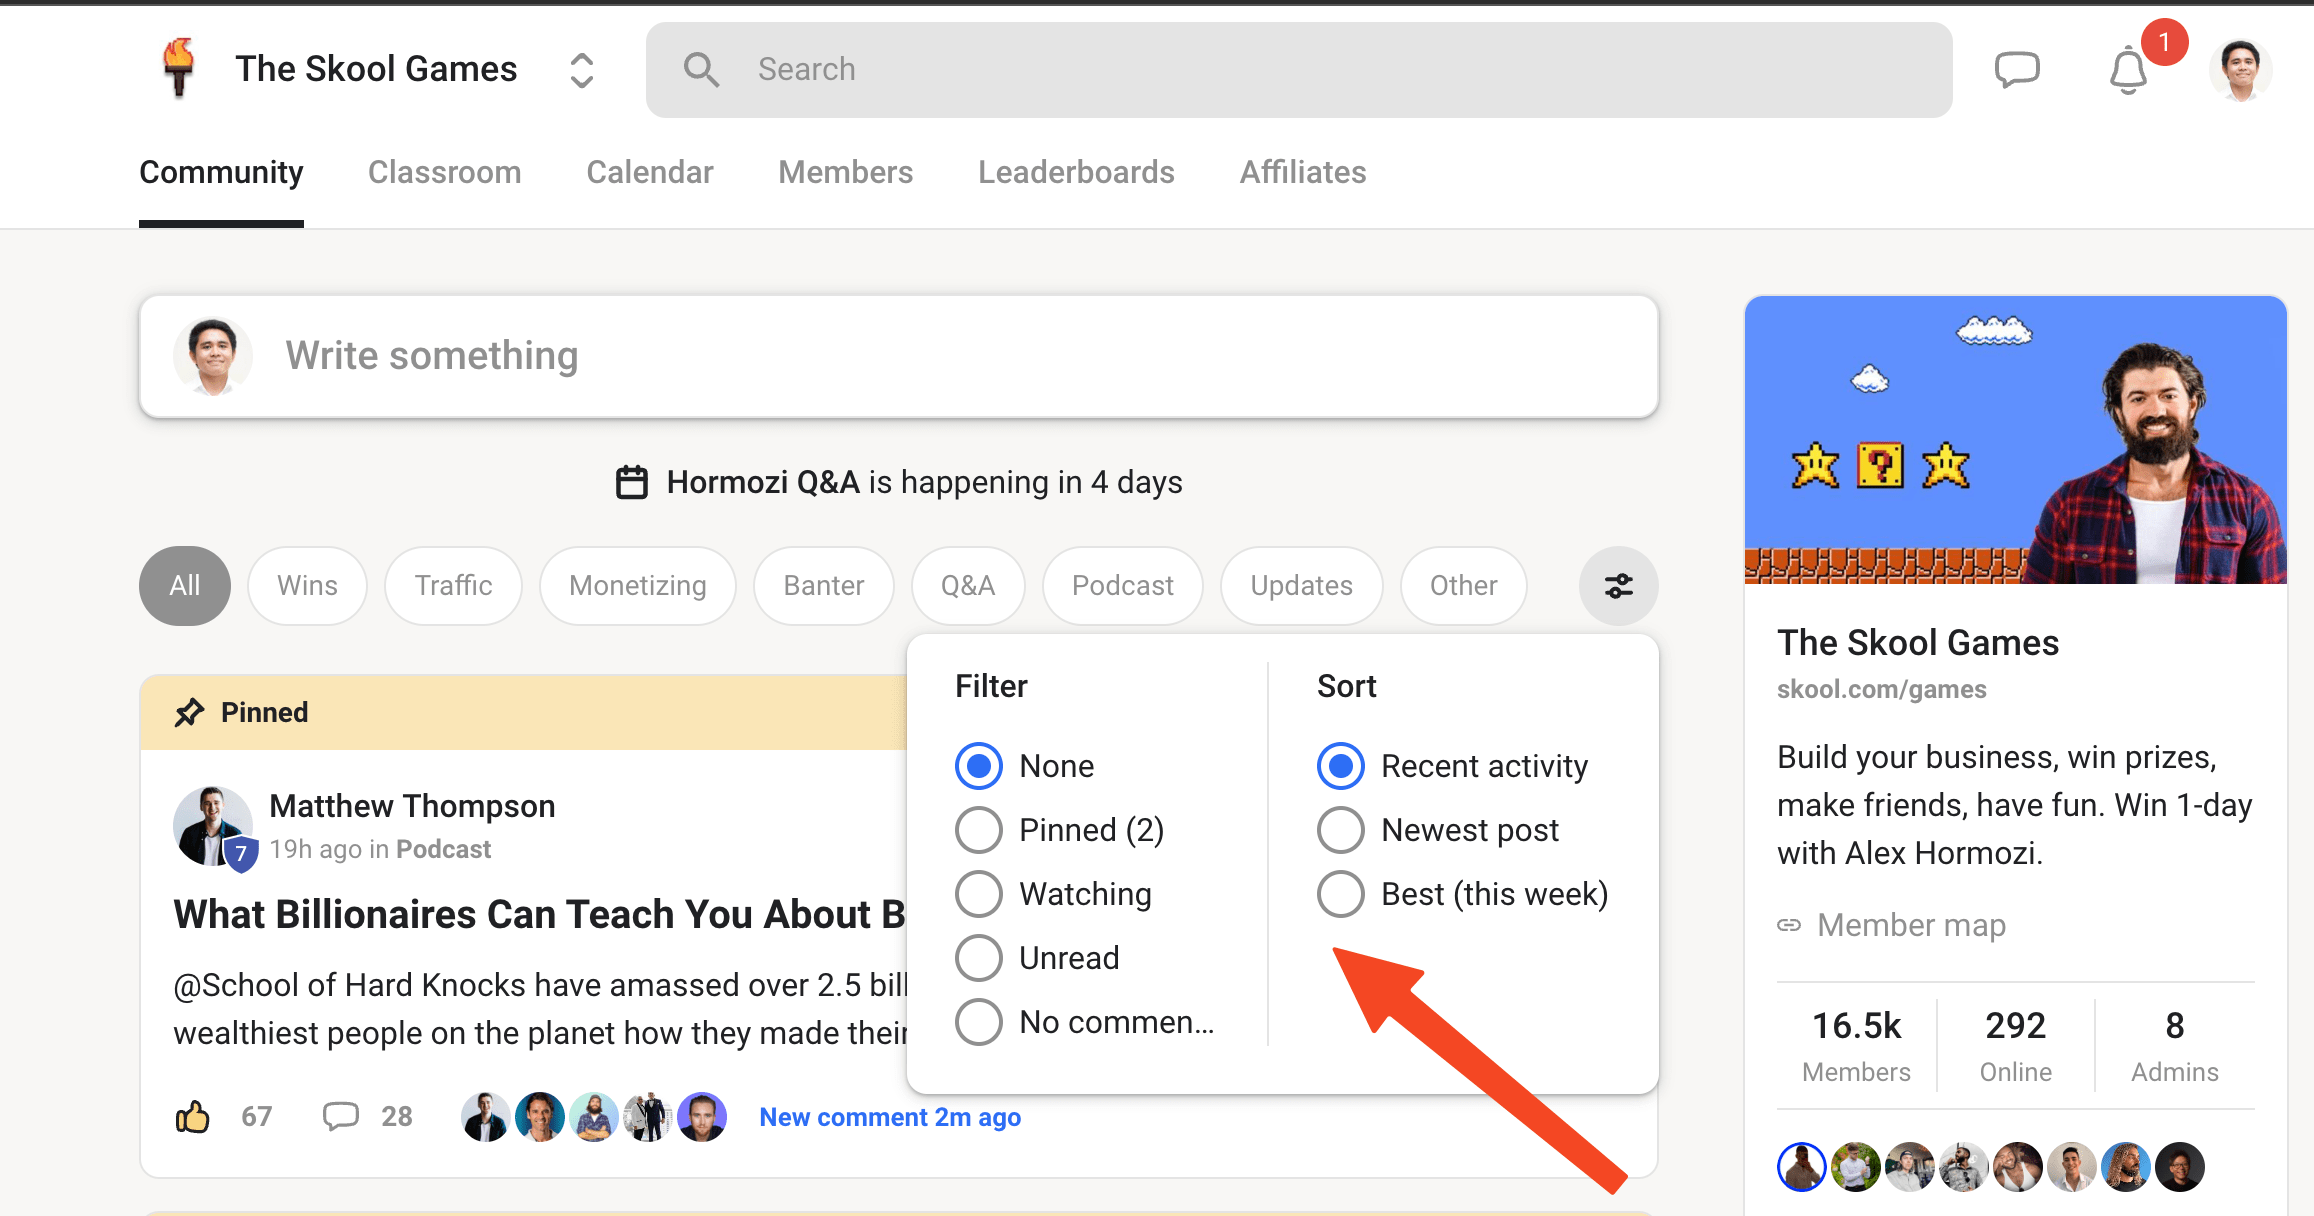 The Skool Games
Search
1
Community Classroom Calendar Members Leaderboards Affiliates
Write something
Hormozi Q&A is happening in 4 days
All Wins Traffic Monetizing Banter Q&A Podcast Updates Other
Pinned
Matthew Thompson
7
19h ago in Podcast
What Billionaires Can Teach You About B
@School of Hard Knocks have amassed over 2.5 bill
wealthiest people on the planet how they made their
67 28 New comment 2m ago
Filter
None
Pinned (2)
Watching
Unread
No commen...
Sort
Recent activity
Newest post
Best (this week)
?
The Skool Games
skool.com/games
Build your business, win prizes,
make friends, have fun. Win 1-day
with Alex Hormozi.
Member map
16.5k 292 8
Members Online Admins